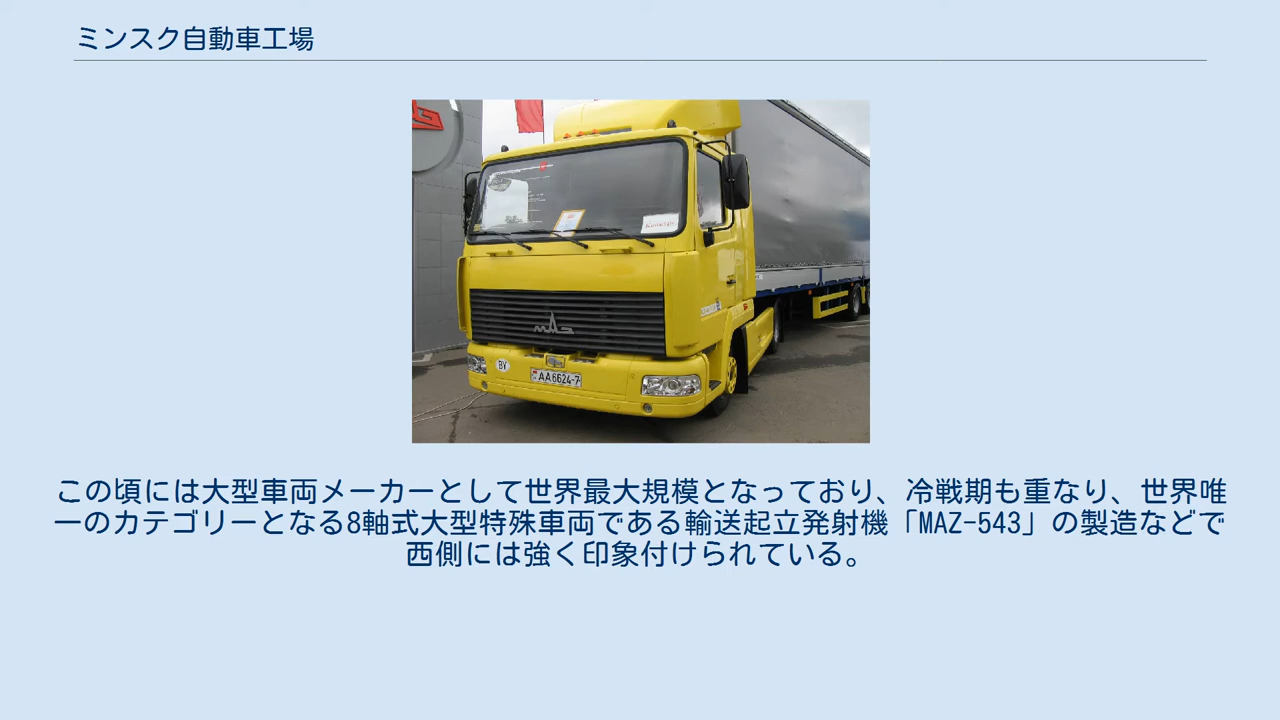 ミンスク自動車工場
BY
AA6624-7
この頃には大型車両メーカーとして世界最大規模となっており、冷戦期も重なり、世界唯
一のカテゴリーとなる8軸式大型特殊車両である輸送起立発射機「MAZ-543」の製造などで
西側には強く印象付けられている。